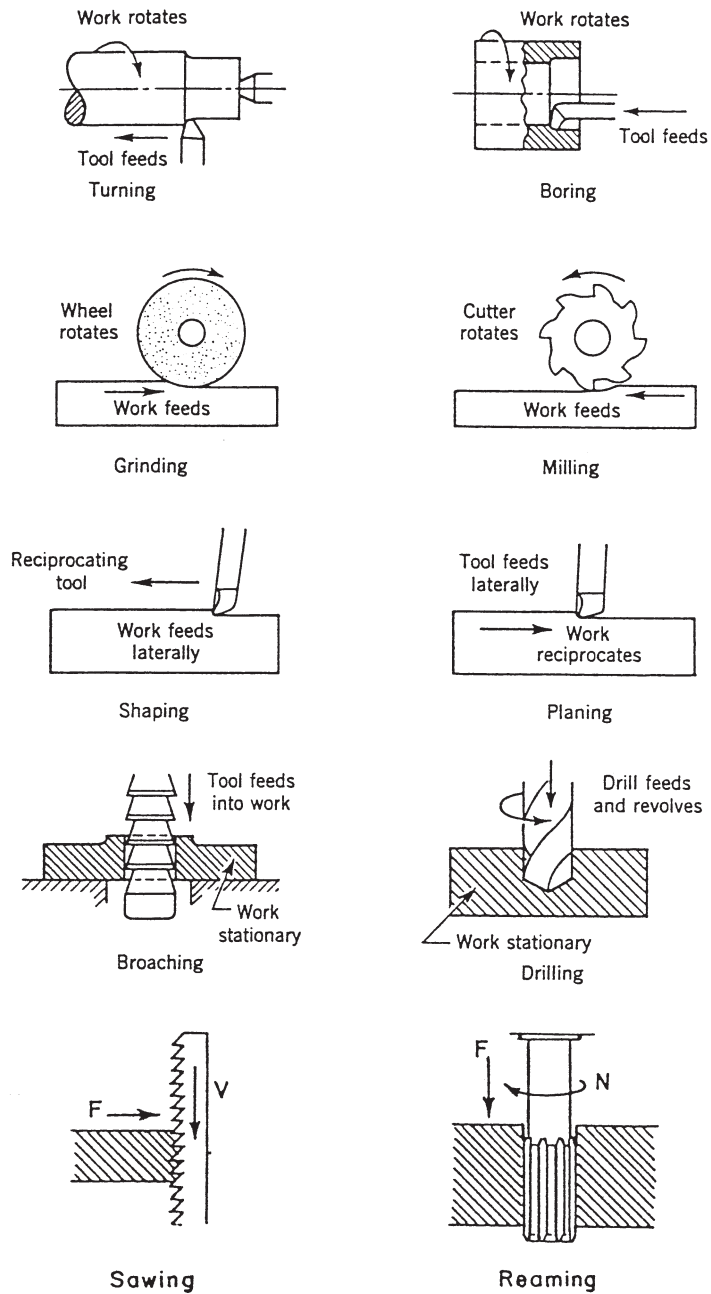 Work rotates
Tool feeds
Turning
Work rotates
Tool feeds
Boring
Wheel
rotates
Work feeds
Grinding
Cutter
rotates
Work feeds
Milling
Reciprocating
tool
Work feeds
laterally
Shaping
Tool feeds
laterally
Work
reciprocates
Planing
Tool feeds
into work
Work
stationary
Broaching
Drill feeds
and revolves
Work stationary
Drilling
F
V
Sawing
F
N
Reaming